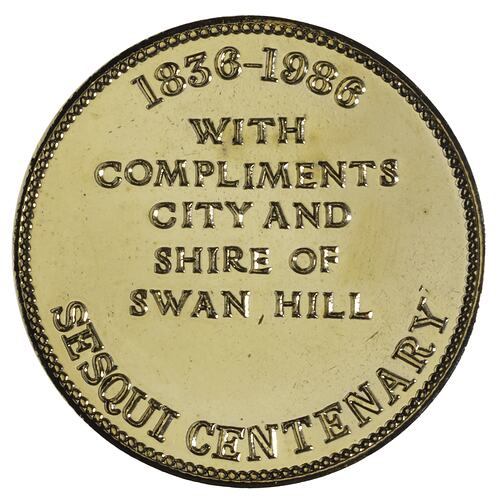 1836-1986
WITH
COMPLIMENTS
CITY AND
SHIRE OF
SWAN HILL
SESQUI CENTENARY